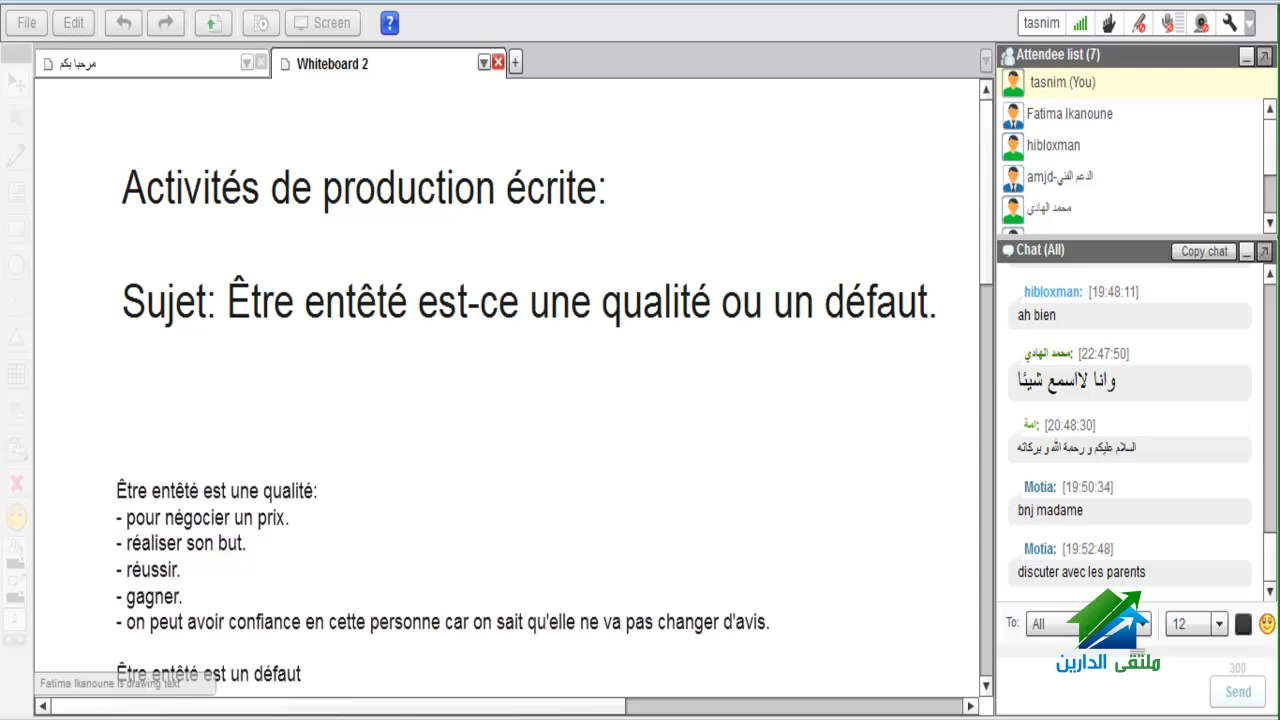 File Edit Screen ? tasnim
مرحبا بكم
Whiteboard 2
+
Activités de production écrite:
Sujet: Être entêté est-ce une qualité ou un défaut.
Être entêté est une qualité:
- pour négocier un prix.
- réaliser son but.
- réussir.
- gagner.
- on peut avoir confiance en cette personne car on sait qu'elle ne va pas changer d'avis.
Être entêté est un défaut
Fatima Ikanoune is drawing text
Attendee list (7)
tasnim (You)
Fatima Ikanoune
hibloxman
amjd-الدعم الفني
محمد الهادي
Chat (All) Copy chat
hibloxman: [19:48:11]
ah bien
محمد الهادي: [22:47:50]
وانا لااسمع شيئا
امة: [20:48:30]
السلام عليكم و رحمة الله و بركاته
Motia: [19:50:34]
bnj madame
Motia: [19:52:48]
discuter avec les parents
To: All 12
ملتقى الدارين
300
Send